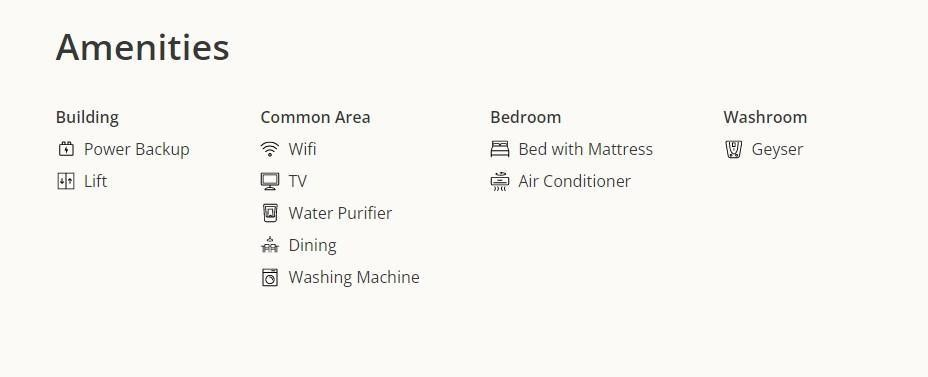 Amenities
Building
Power Backup
Lift
Common Area
Wifi
TV
Water Purifier
Dining
Washing Machine
Bedroom
Bed with Mattress
Air Conditioner
Washroom
Geyser